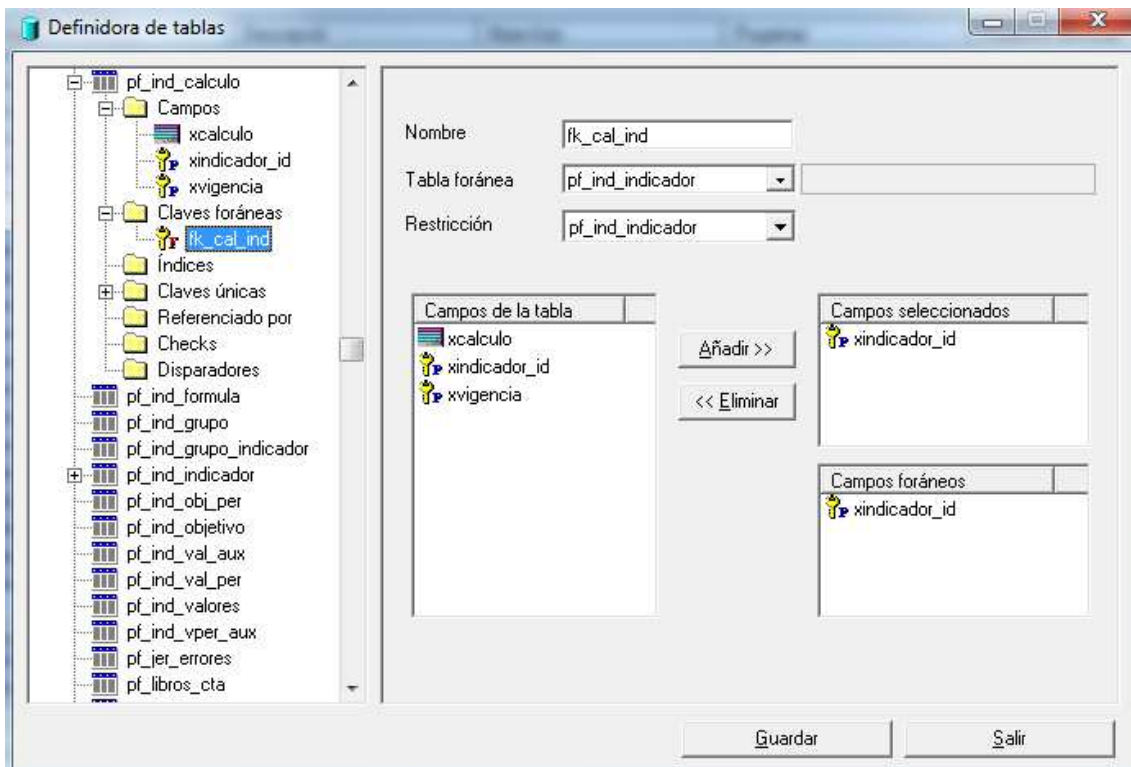 Definidora de tablas
pf_ind_calculo
Campos
xcalculo
xindicador_id
xvigencia
Claves foráneas
fk_cal_ind
Índices
Claves únicas
Referenciado por
Checks
Disparadores
pf_ind_formula
pf_ind_grupo
pf_ind_grupo_indicador
pf_ind_indicador
pf_ind_obj_per
pf_ind_objetivo
pf_ind_val_aux
pf_ind_val_per
pf_ind_valores
pf_ind_vper_aux
pf_jer_errores
pf_libros_cta
Nombre fk_cal_ind
Tabla foránea pf_ind_indicador
Restricción pf_ind_indicador
Campos de la tabla
xcalculo
xindicador_id
xvigencia
Añadir >>
<< Eliminar
Campos seleccionados
xindicador_id
Campos foráneos
xindicador_id
Guardar Salir